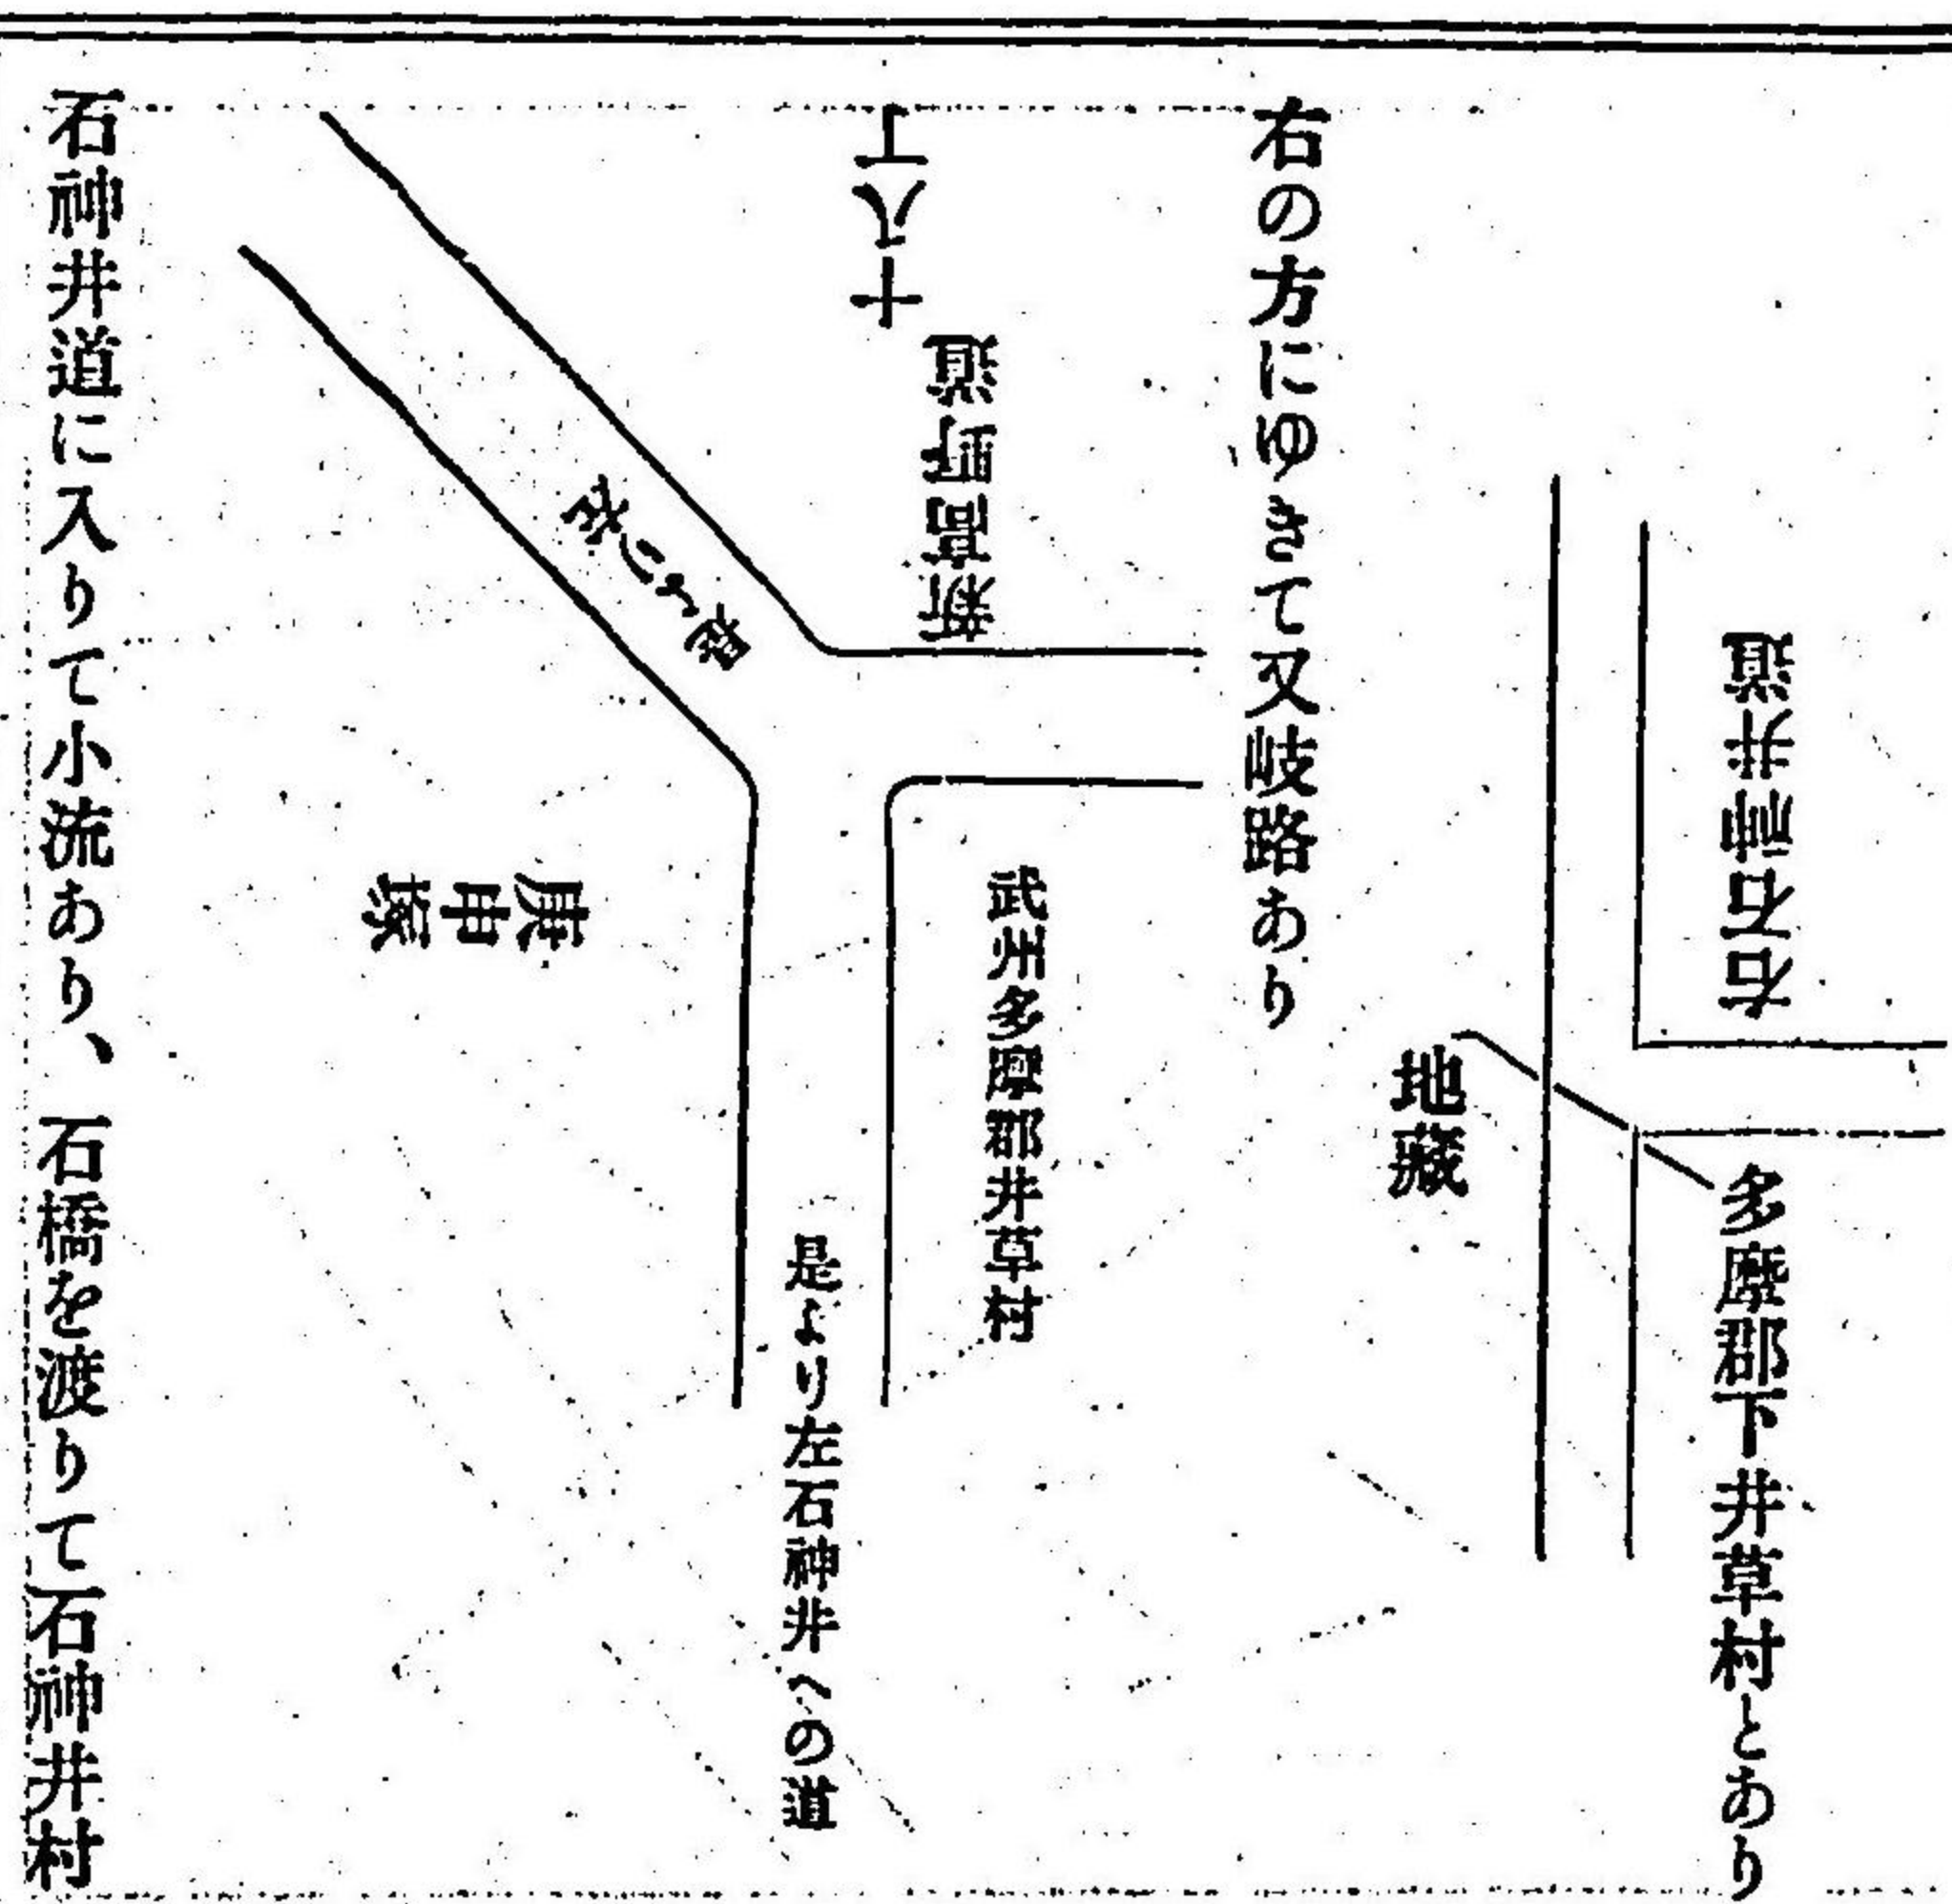 右石神井道
多摩郡下井草村とあり
地藏
右の方にゆきて又岐路あり
新高野道
十八丁
武州多摩郡井草村
是より左石神井への道
庚申塚
石神井道に入りて小流あり、石橋を渡りて石神井村